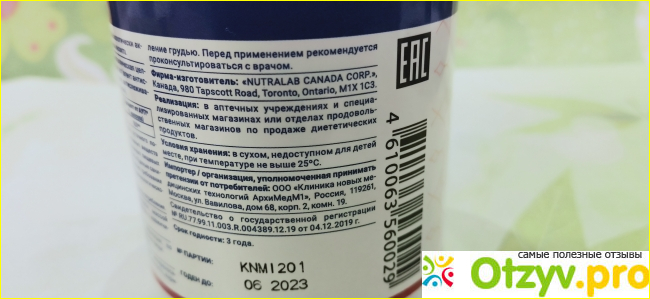 ление грудью. Перед применением рекомендуется
проконсультироваться с врачом.
Фирма-изготовитель: «NUTRALAB CANADA CORP.»,
Канада, 980 Tapscott Road, Toronto, Ontario, M1X 1C3.
Реализация: в аптечных учреждениях и специа-
лизированных магазинах или отделах продоволь-
ственных магазинов по продаже диетических
продуктов.
Условия хранения: в сухом, недоступном для детей
месте, при температуре не выше 25°С.
Импортер / организация, уполномоченная принимать
претензии от потребителей: ООО «Клиника новых ме-
дицинских технологий АрхиМедМ1», Россия, 119261,
Москва, ул. Вавилова, дом 68, корп. 2, комн. 19.
Свидетельство о государственной регистрации
№ RU.77.99.11.003.R.004389.12.19 от 04.12.2019 г.
Срок годности: 3 года.
№ ПАРТИИ: KNM1201
ГОДЕН ДО 06 2023
EAC
4 610063 560029
самые полезные отзывы
Otzyv.pro